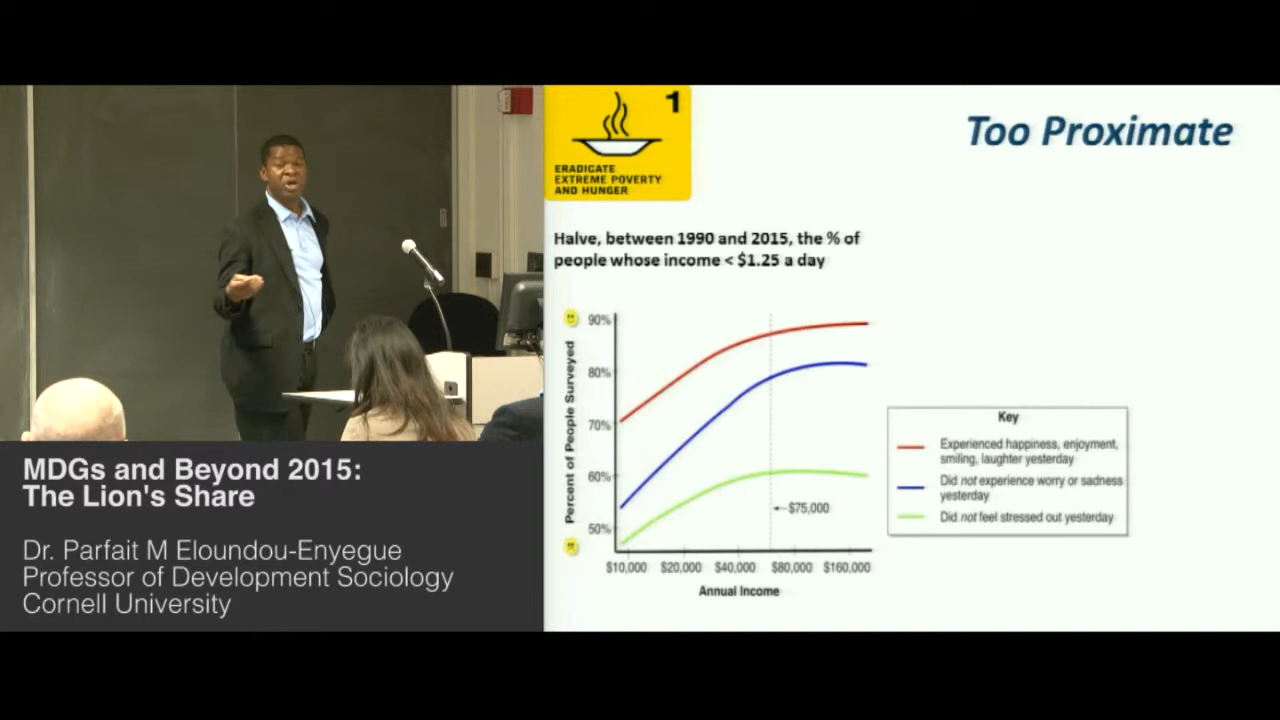 1
ERADICATE
EXTREME POVERTY
AND HUNGER
Too Proximate
Halve, between 1990 and 2015, the % of
people whose income < $1.25 a day
Percent of People Surveyed
90%
80%
70%
60%
50%
$75,000
$10,000
$20,000
$40,000
$80,000
$160,000
Annual Income
Key
Experienced happiness, enjoyment,
smiling, laughter yesterday
Did not experience worry or sadness
yesterday
Did not feel stressed out yesterday
MDGs and Beyond 2015:
The Lion's Share
Dr. Parfait M Eloundou-Enyegue
Professor of Development Sociology
Cornell University